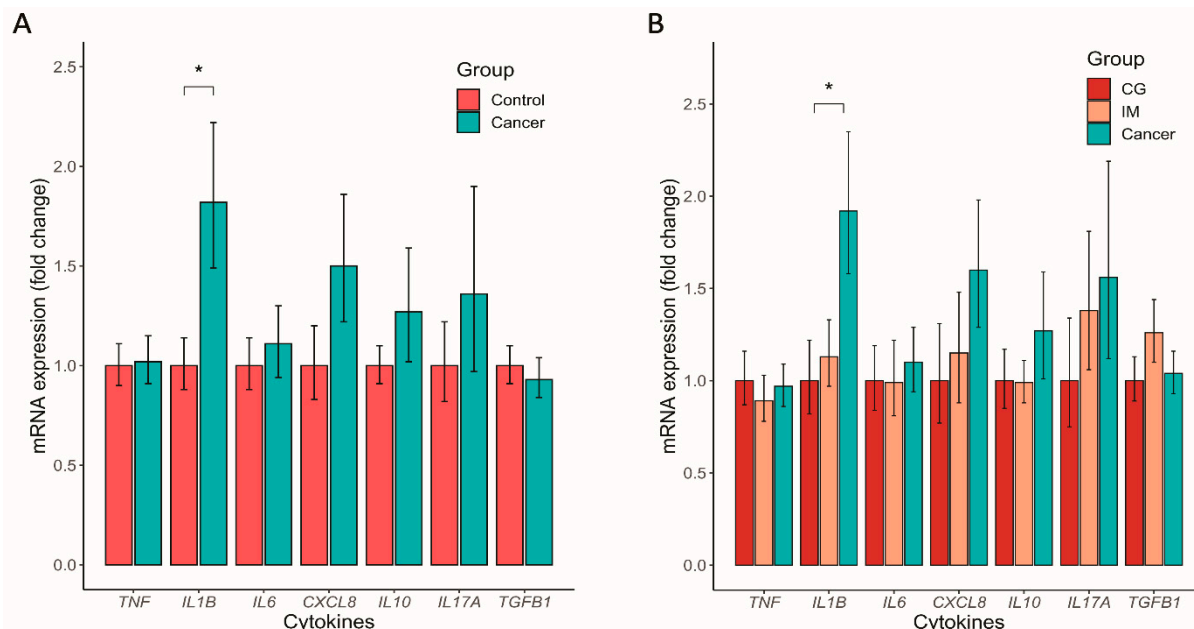 A
2.5
2.0
1.5
1.0
0.5
0.0
mRNA expression (fold change)
*
Group
Control
Cancer
TNF IL1B IL6 CXCL8 IL10 IL17A TGFB1
Cytokines
B
2.5
2.0
1.5
1.0
0.5
0.0
mRNA expression (fold change)
*
Group
CG
IM
Cancer
TNF IL1B IL6 CXCL8 IL10 IL17A TGFB1
Cytokines